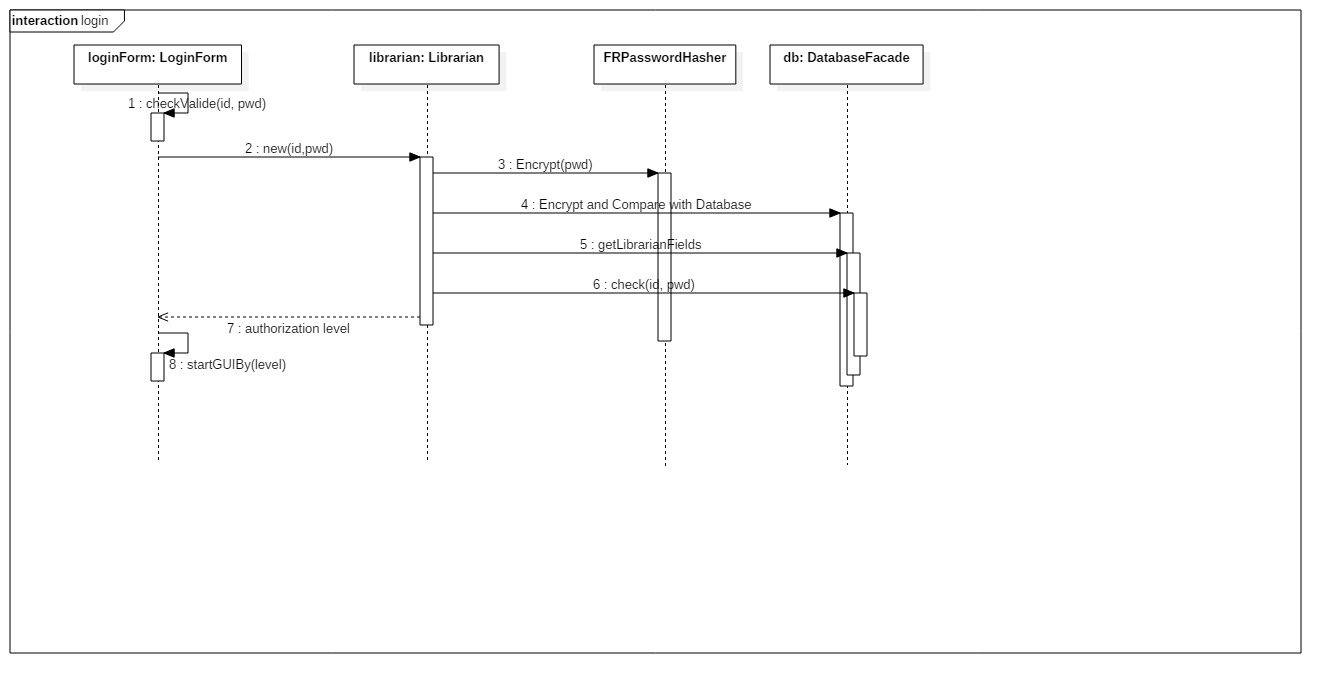 interaction login
loginForm: LoginForm
librarian: Librarian
FRPasswordHasher
db: DatabaseFacade
1 : checkValide(id, pwd)
2 : new(id,pwd)
3 : Encrypt(pwd)
4 : Encrypt and Compare with Database
5 : getLibrarianFields
6 : check(id, pwd)
7 : authorization level
8 : startGUIBy(level)